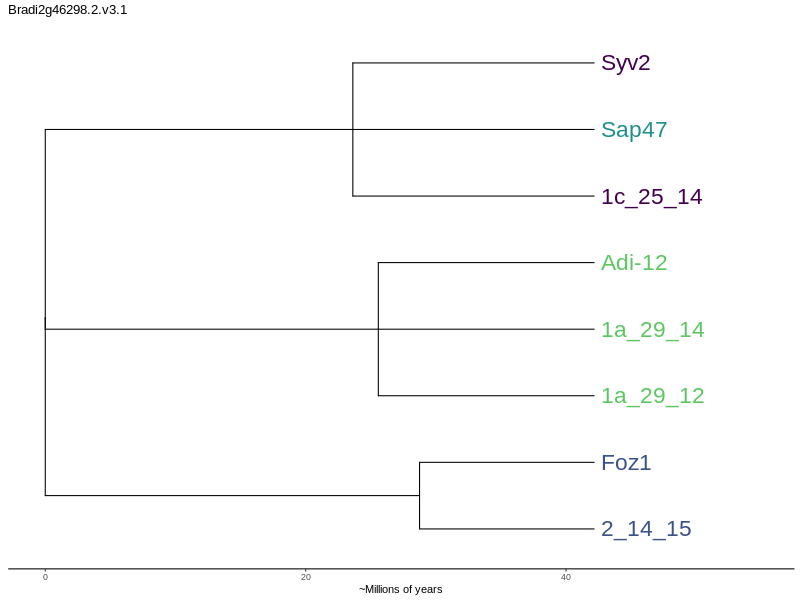 Bradi2g46298.2.v3.1
Syv2
Sap47
1c_25_14
Adi-12
1a_29_14
1a_29_12
Foz1
2_14_15
0 20 40
~Millions of years